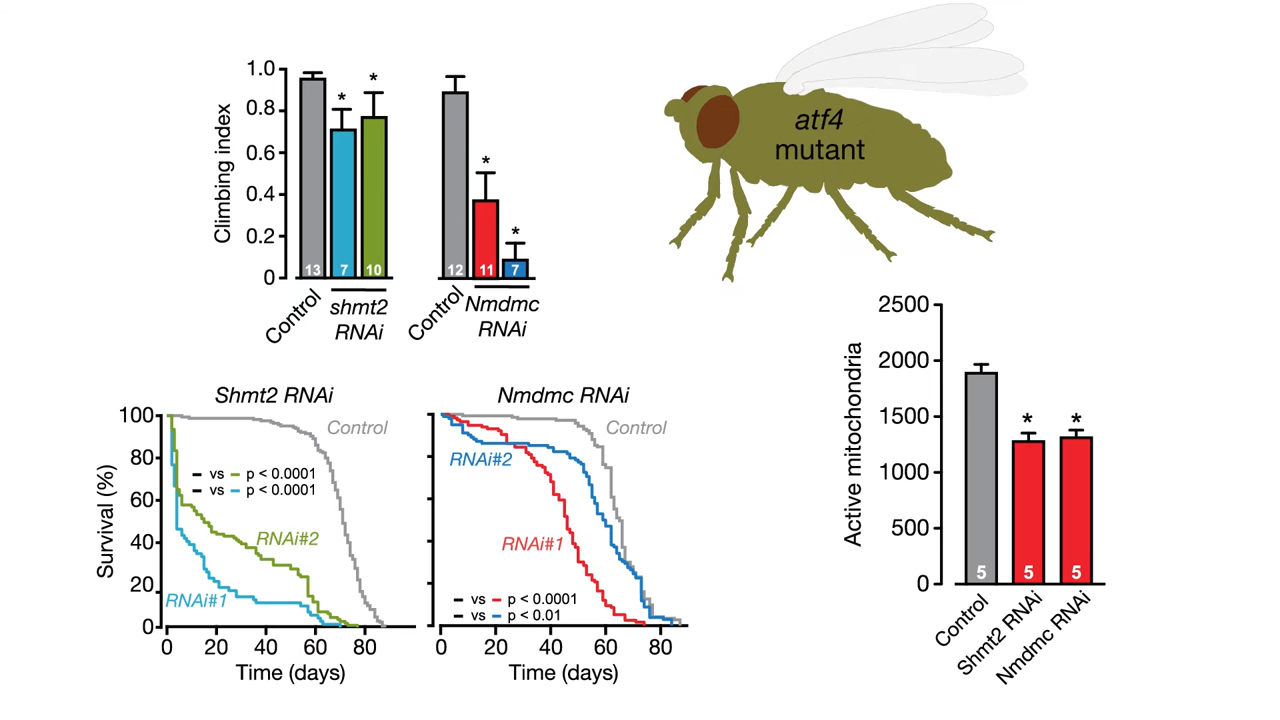 1.0
0.8
0.6
0.4
0.2
0
Climbing index
*
*
13
7
10
Control
shmt2
RNAi
*
*
12
11
7
Control
Nmdmc
RNAi
atf4
mutant
Shmt2 RNAi
100
80
60
40
20
0
Survival (%)
Control
vs p < 0.0001
vs p < 0.0001
RNAi#2
RNAi#1
0 20 40 60 80
Time (days)
Nmdmc RNAi
Control
RNAi#2
RNAi#1
vs p < 0.0001
vs p < 0.01
0 20 40 60 80
Time (days)
2500
2000
1500
1000
500
0
Active mitochondria
*
*
5
5
5
Control
Shmt2 RNAi
Nmdmc RNAi